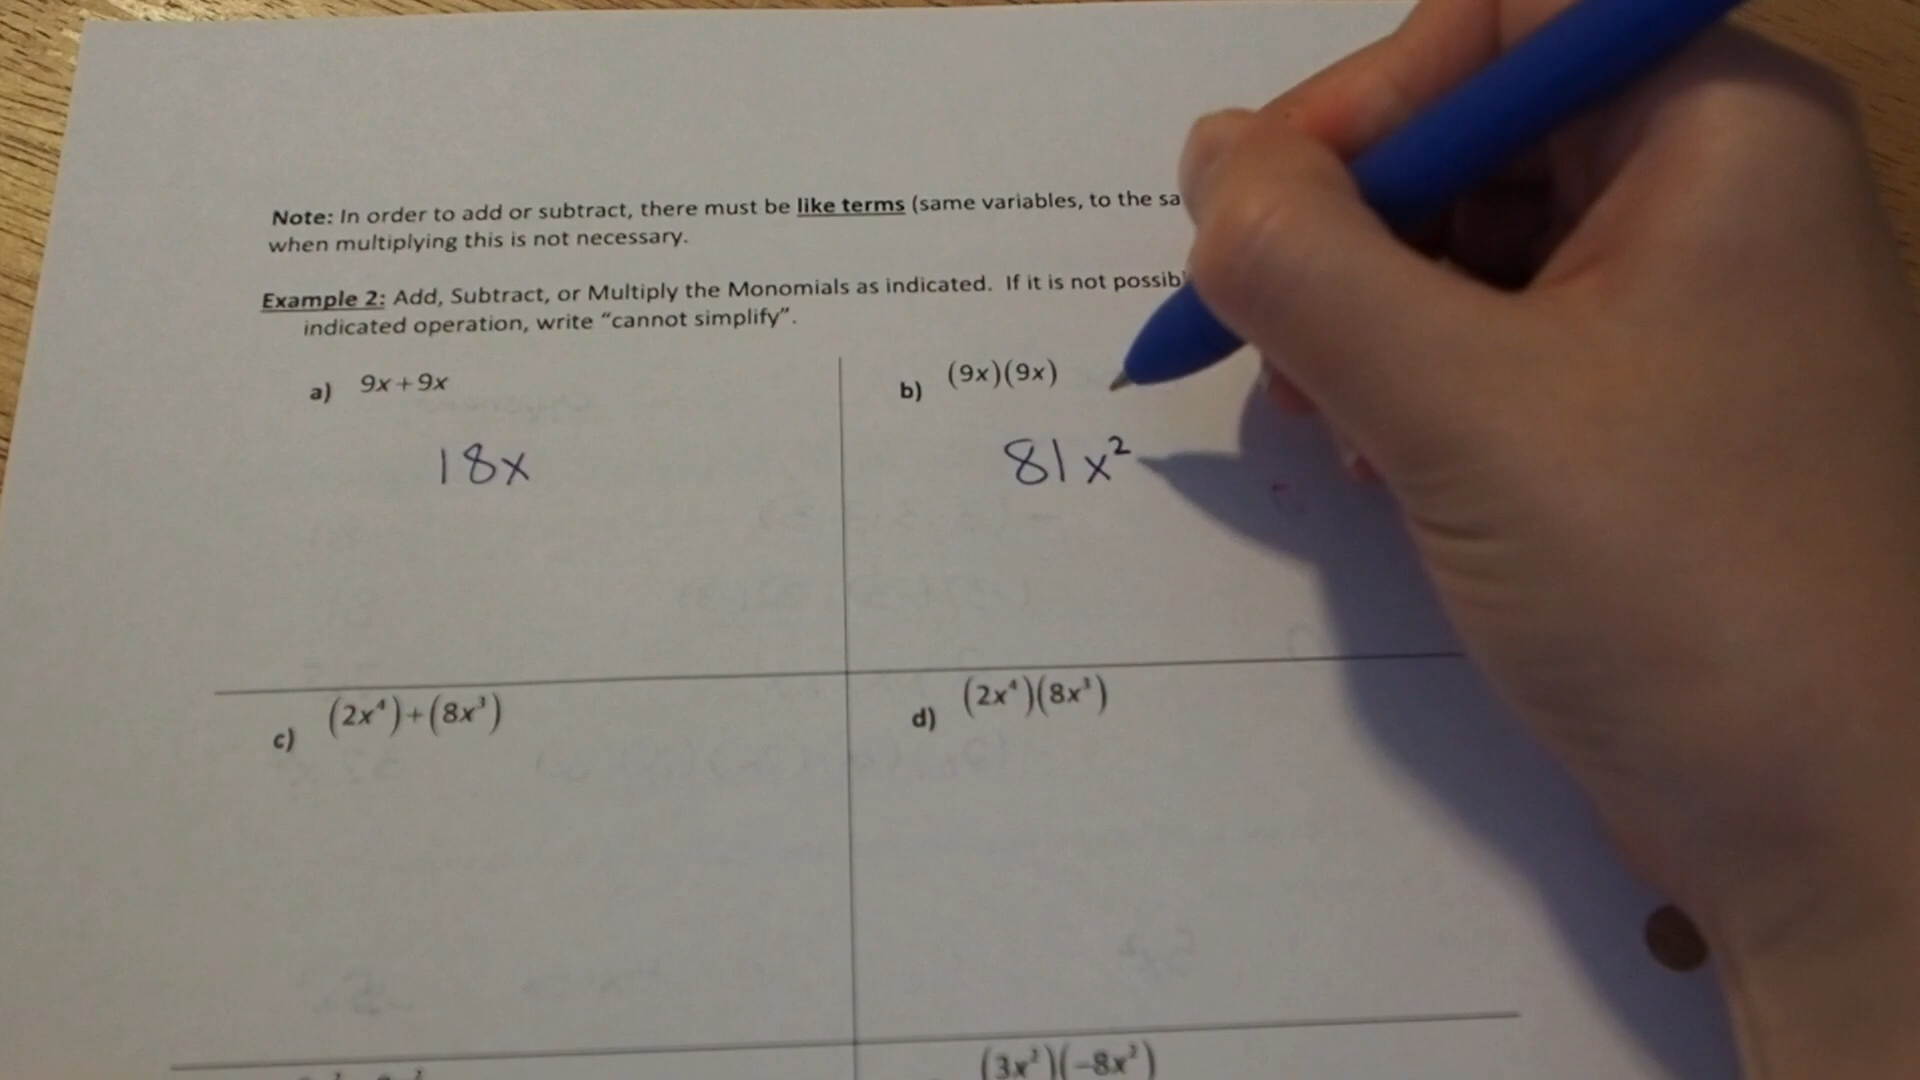 Note: In order to add or subtract, there must be like terms (same variables, to the
when multiplying this is not necessary.
Example 2: Add, Subtract, or Multiply the Monomials as indicated. If it is not
indicated operation, write “cannot simplify”.
a) 9x+9x
18x
b) (9x)(9x)
81x²
c) (2x⁴)+(8x³)
d) (2x⁴)(8x³)
(3x²)(−8x²)